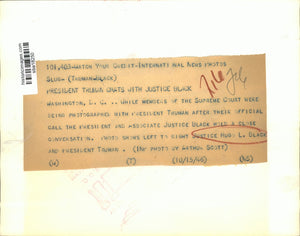 101,403-Watch Your Credit-International News Photos
Slug- (Truman-Black)
President Truman Chats with Justice Black
Washington, D. C... While members of the Supreme Court were
being photographed with President Truman after their official
call the President and Associate Justice Black hold a close
conversation. Photo shows left to right Justice Hugo L. Black
and President Truman. (INP photo by Arthur Scott)
(W) (T) (10/15/46) (NS)